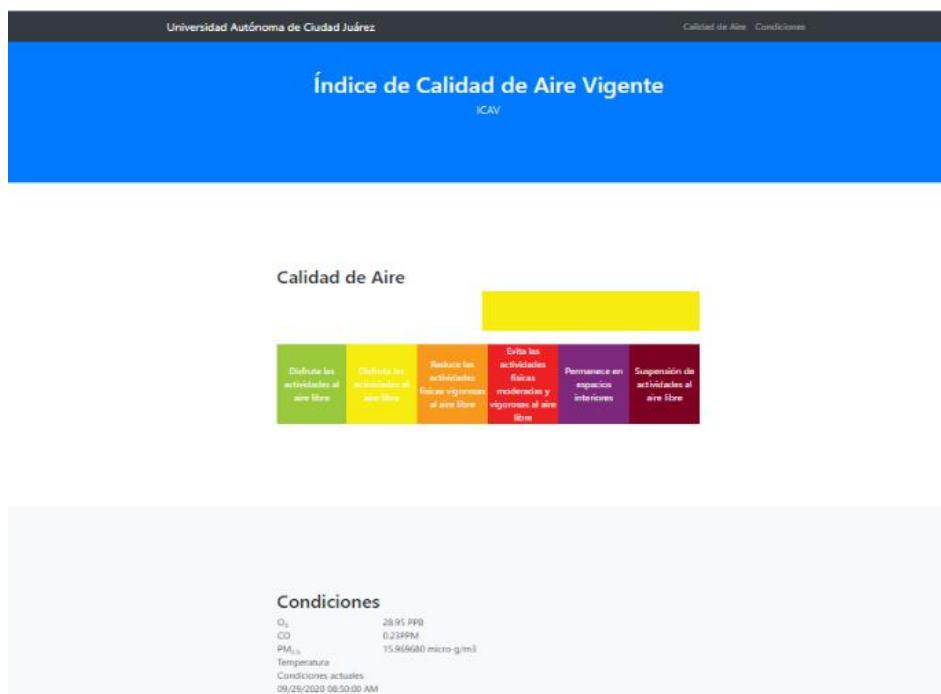 Universidad Autónoma de Ciudad Juárez
Calidad de Aire Condiciones
Índice de Calidad de Aire Vigente
ICAV
Calidad de Aire
Disfruta las
actividades al
aire libre
Disfruta las
actividades al
aire libre
Reduce las
actividades
físicas vigorosas
al aire libre
Evita las
actividades
físicas
moderadas y
vigorosas al aire
libre
Permanece en
espacios
interiores
Suspensión de
actividades al
aire libre
Condiciones
O₃ 28.95 PPB
CO 0.23PPM
PM 15.969680 micro-g/m3
Temperatura
Condiciones actuales
09/29/2020 08:50:00 AM